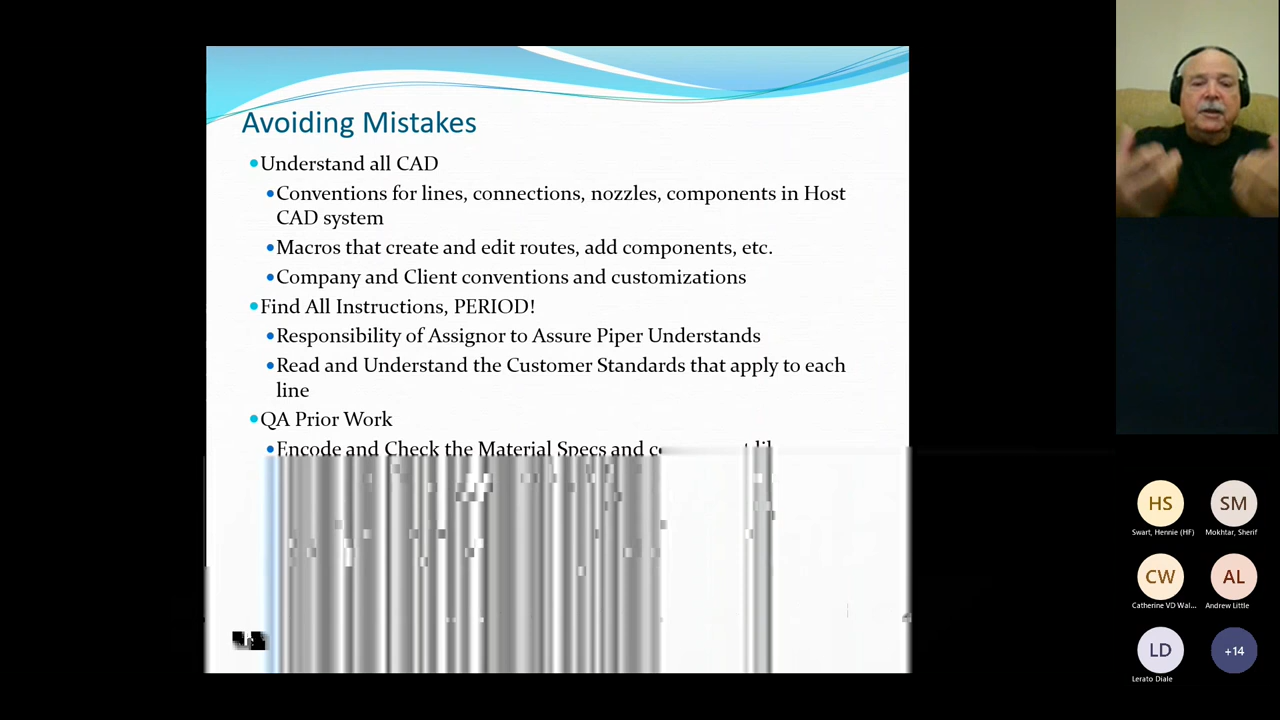 Avoiding Mistakes
•Understand all CAD
•Conventions for lines, connections, nozzles, components in Host
CAD system
•Macros that create and edit routes, add components, etc.
•Company and Client conventions and customizations
•Find All Instructions, PERIOD!
•Responsibility of Assignor to Assure Piper Understands
•Read and Understand the Customer Standards that apply to each
line
•QA Prior Work
•Encode and Check the Material Specs and
HS
SM
Swart, Hennie (HF)
Mokhtar, Sherif
CW
AL
Catherine VD Wal...
Andrew Little
LD
+14
Lerato Diale